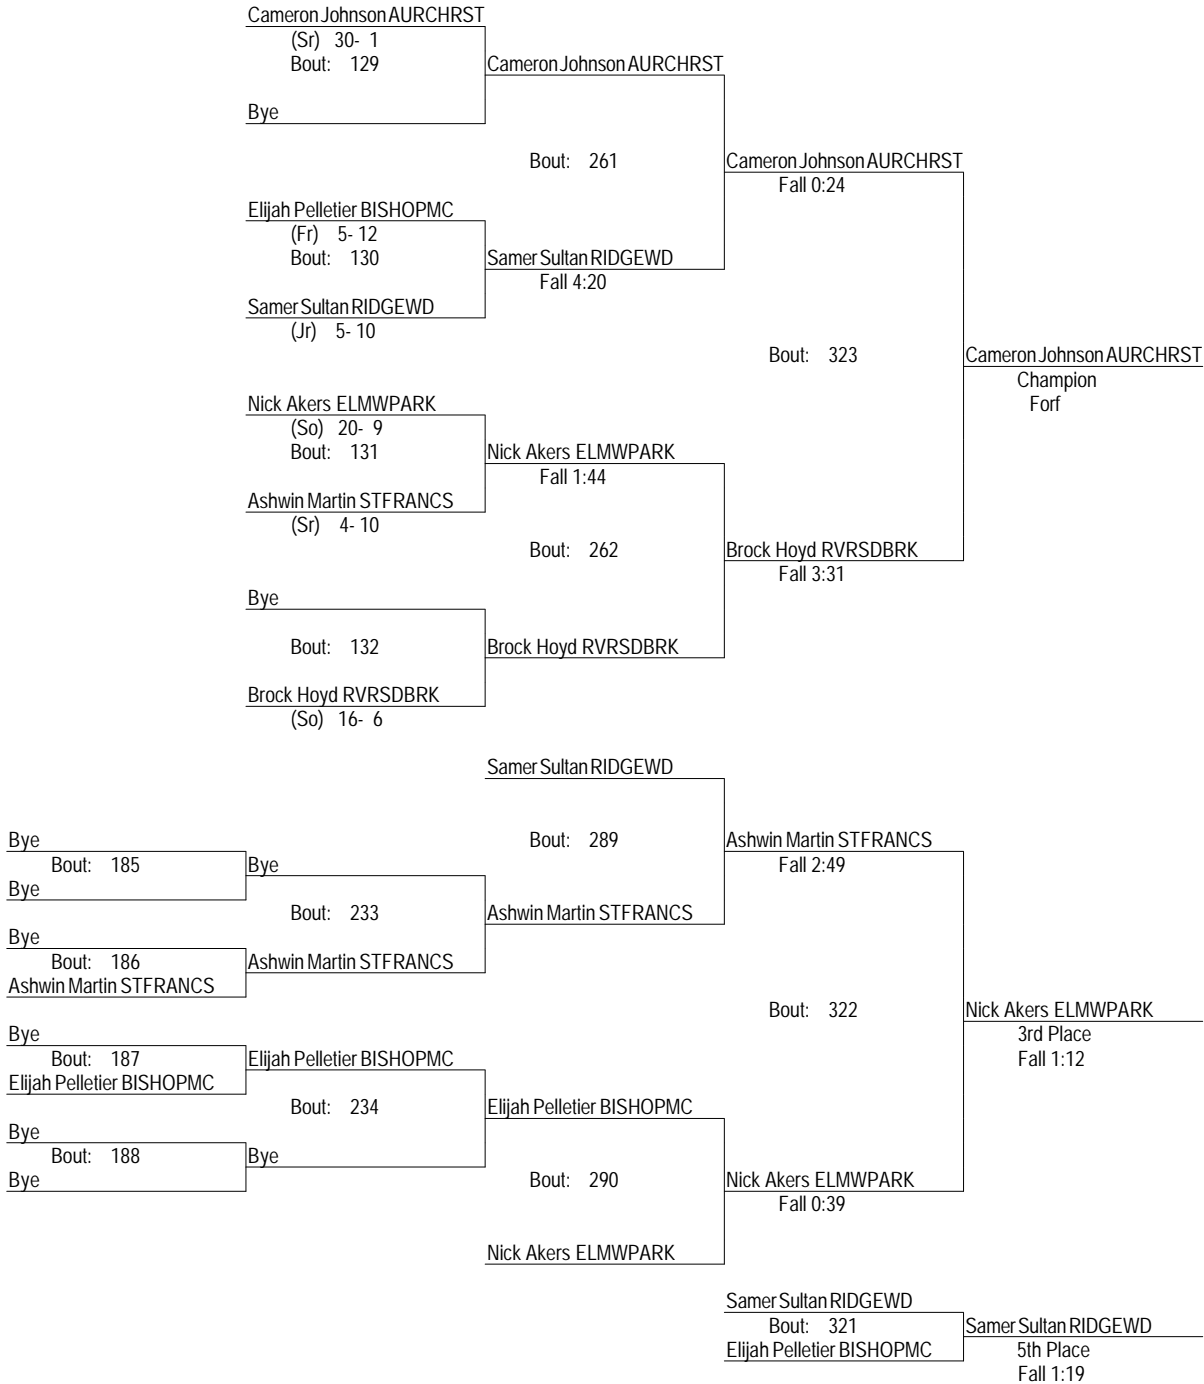 Cameron Johnson AURCHRST
(Sr) 30- 1
Bout: 129
Cameron Johnson AURCHRST
Bye
Bout: 261
Cameron Johnson AURCHRST
Fall 0:24
Elijah Pelletier BISHOPMC
(Fr) 5- 12
Bout: 130
Samer Sultan RIDGEWD
Fall 4:20
Samer Sultan RIDGEWD
(Jr) 5- 10
Bout: 323
Cameron Johnson AURCHRST
Champion
Forf
Nick Akers ELMWPARK
(So) 20- 9
Bout: 131
Nick Akers ELMWPARK
Fall 1:44
Ashwin Martin STFRANCS
(Sr) 4- 10
Bout: 262
Brock Hoyd RVRSDBRK
Fall 3:31
Bye
Bout: 132
Brock Hoyd RVRSDBRK
Brock Hoyd RVRSDBRK
(So) 16- 6
Samer Sultan RIDGEWD
Bout: 289
Ashwin Martin STFRANCS
Fall 2:49
Bye
Bout: 185
Bye
Bye
Bout: 233
Ashwin Martin STFRANCS
Bye
Bout: 186
Ashwin Martin STFRANCS
Ashwin Martin STFRANCS
Bout: 322
Nick Akers ELMWPARK
3rd Place
Fall 1:12
Bye
Bout: 187
Elijah Pelletier BISHOPMC
Elijah Pelletier BISHOPMC
Bout: 234
Elijah Pelletier BISHOPMC
Bye
Bout: 188
Bye
Bye
Bout: 290
Nick Akers ELMWPARK
Fall 0:39
Nick Akers ELMWPARK
Samer Sultan RIDGEWD
Bout: 321
Samer Sultan RIDGEWD
Elijah Pelletier BISHOPMC
5th Place
Fall 1:19